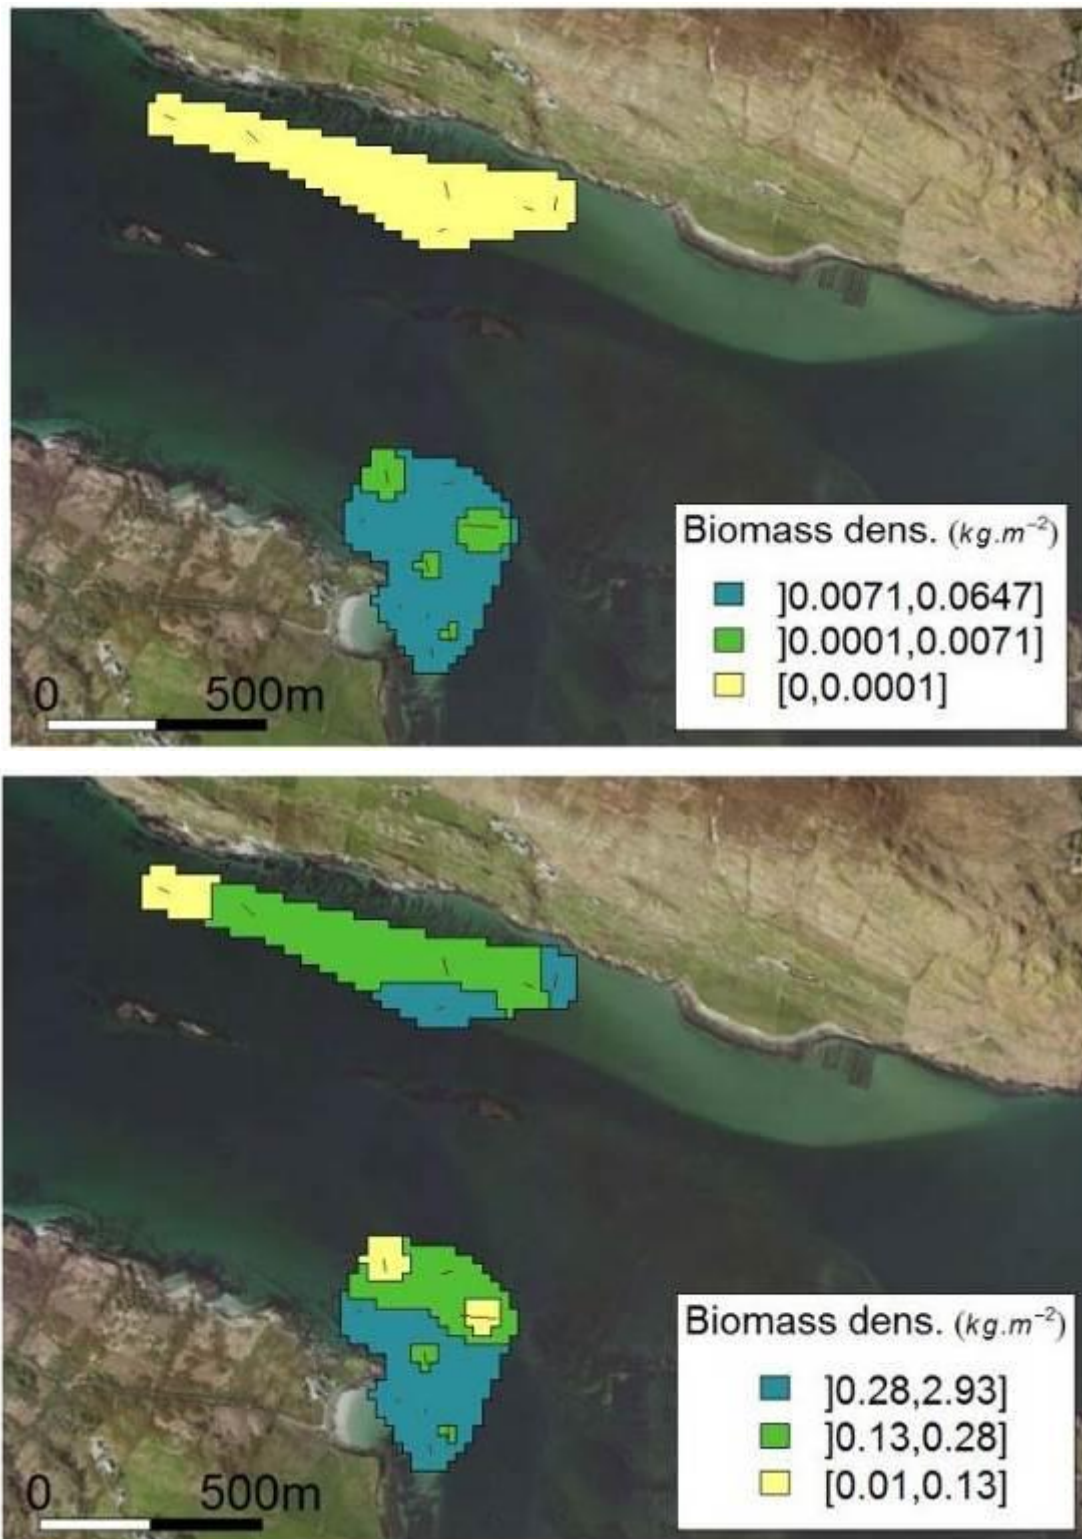 Biomass dens. (kg.m⁻²)
]0.0071,0.0647]
]0.0001,0.0071]
[0,0.0001]
0 500m
Biomass dens. (kg.m⁻²)
]0.28,2.93]
]0.13,0.28]
[0.01,0.13]
0 500m